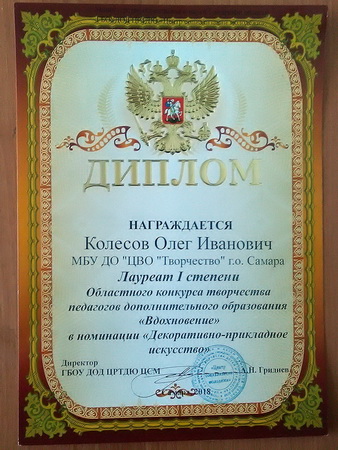 ДИПЛОМ
НАГРАЖДАЕТСЯ
Колесов Олег Иванович
МБУ ДО "ЦВО "Творчество" г.о. Самара
Лауреат I степени
Областного конкурса творчества
педагогов дополнительного образования
«Вдохновение»
в номинации «Декоративно-прикладное
искусство»
Директор
ГБОУ ДОД ЦРТДЮ ЦСМ А.Н. Гридиев
2018